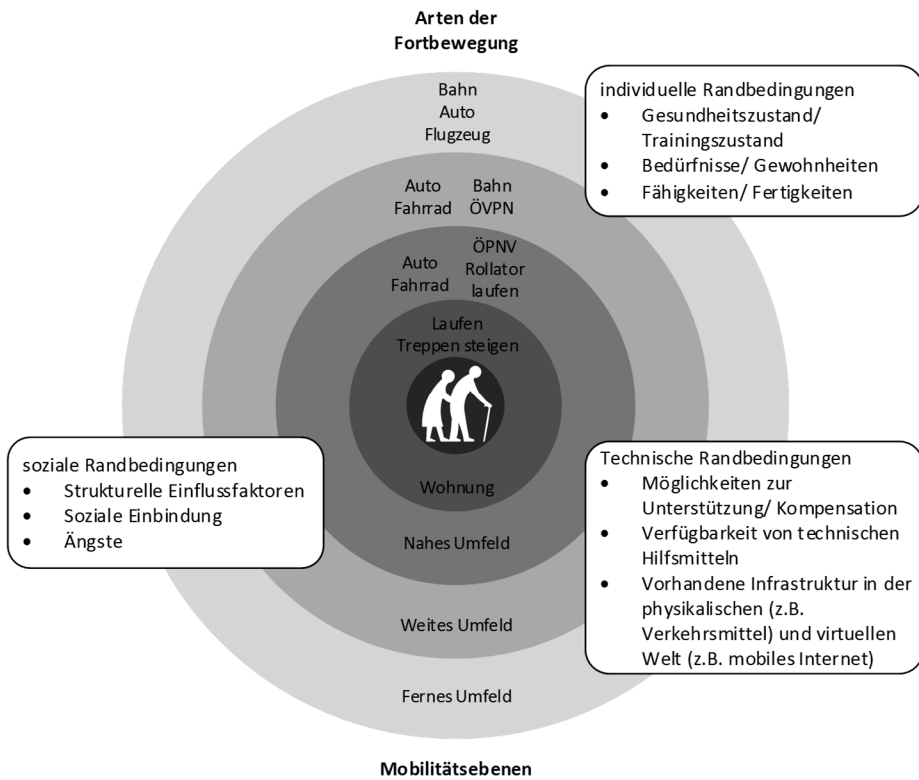 Arten der
Fortbewegung
Bahn
Auto
Flugzeug
individuelle Randbedingungen
• Gesundheitszustand/
Trainingszustand
• Bedürfnisse/ Gewohnheiten
• Fähigkeiten/ Fertigkeiten
Auto
Fahrrad
Bahn
ÖVPN
Auto
Fahrrad
ÖPNV
Rollator
laufen
Laufen
Treppen steigen
soziale Randbedingungen
• Strukturelle Einflussfaktoren
• Soziale Einbindung
• Ängste
Technische Randbedingungen
• Möglichkeiten zur
Unterstützung/ Kompensation
• Verfügbarkeit von technischen
Hilfsmitteln
• Vorhandene Infrastruktur in der
physikalischen (z.B.
Verkehrsmittel) und virtuellen
Welt (z.B. mobiles Internet)
Wohnung
Nahes Umfeld
Weites Umfeld
Fernes Umfeld
Mobilitätsebenen